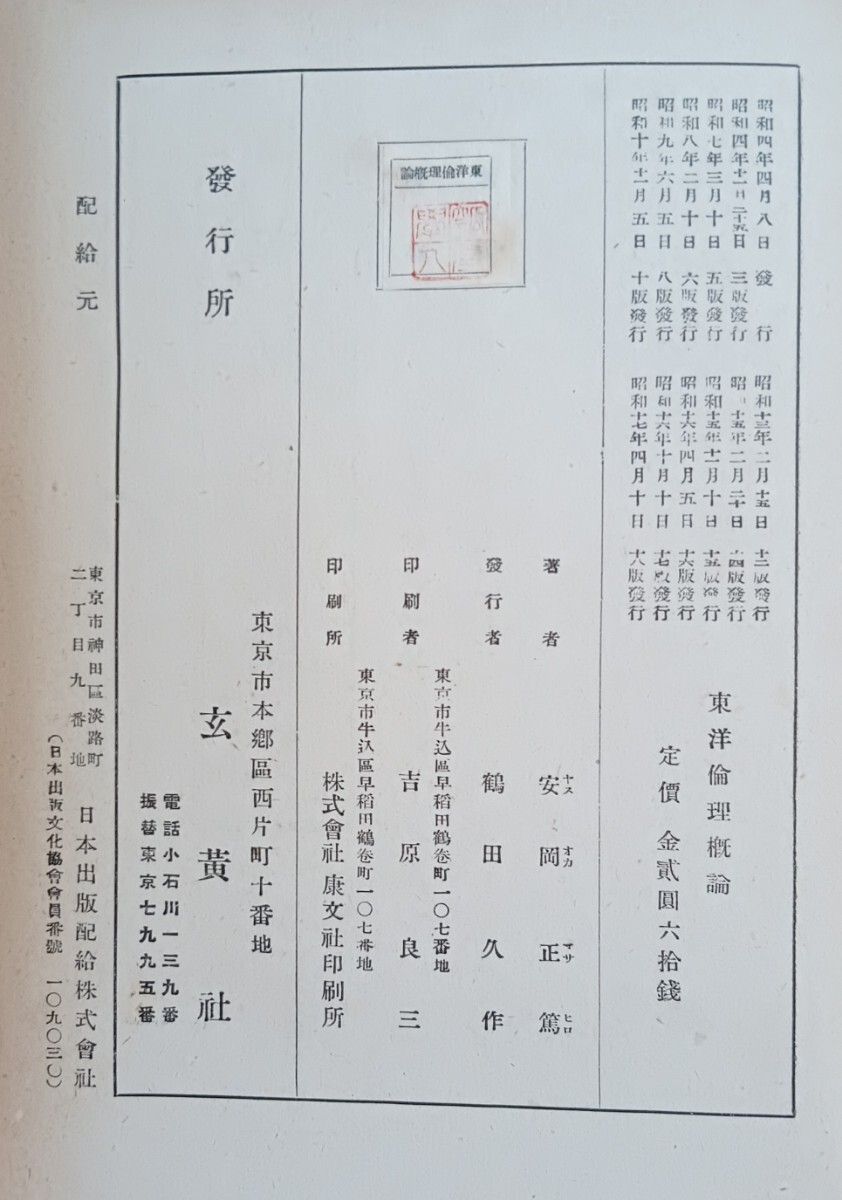 昭和四年四月八日 發行
昭和四年十一月二十五日 三版發行
昭和七年三月十日 五版發行
昭和八年二月十日 六版發行
昭和九年六月五日 八版發行
昭和十年十一月五日 十版發行
昭和十三年二月十五日 十二版發行
昭和十五年二月二十日 十四版發行
昭和十五年十一月十日 十五版發行
昭和十六年四月五日 十六版發行
昭和十六年十月十日 十七版發行
昭和十七年四月十日 十八版發行
東洋倫理概論
定價 金貳圓六拾錢
東洋倫理概論
著者 安岡正篤
ヤスオカマサヒロ
發行者 鶴田久作
東京市牛込區早稻田鶴卷町一〇七番地
印刷者 吉原良三
東京市牛込區早稻田鶴卷町一〇七番地
印刷所 株式會社康文社印刷所
東京市本鄕區西片町十番地
發行所 玄黃社
電話小石川一三九番
振替東京七九九五番
配給元
東京市神田區淡路町
二丁目九番地
日本出版配給株式會社
(日本出版文化協會會員番號 一〇九〇三〇)